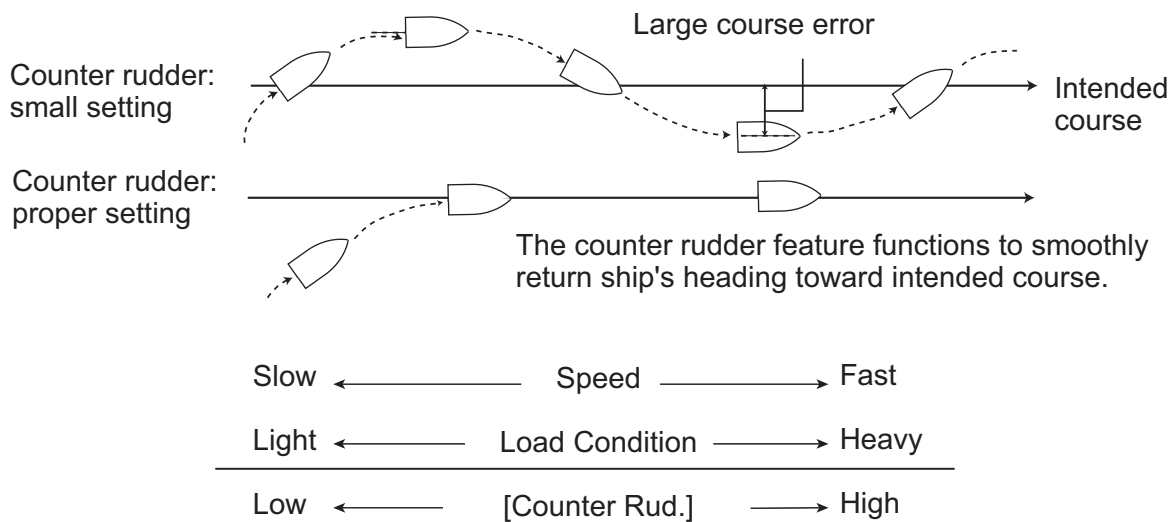 Large course error
Counter rudder:
small setting
Intended
course
Counter rudder:
proper setting
The counter rudder feature functions to smoothly
return ship's heading toward intended course.
Slow Speed Fast
Light Load Condition Heavy
Low [Counter Rud.] High